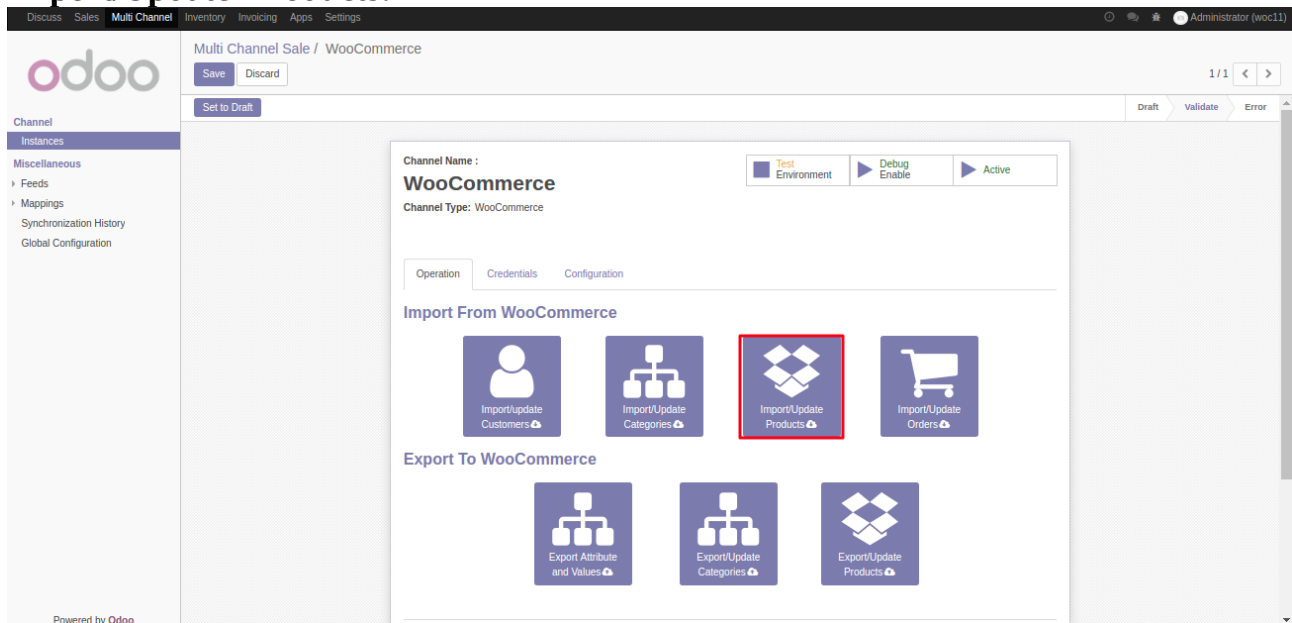 Discuss Sales Multi Channel Inventory Invoicing Apps Settings Administrator (woc11)
odoo
Multi Channel Sale / WooCommerce
Save Discard 1 / 1
Set to Draft Draft Validate Error
Channel
Instances
Miscellaneous
Feeds
Mappings
Synchronization History
Global Configuration
Powered by Odoo
Channel Name :
WooCommerce
Channel Type: WooCommerce
Test Environment
Debug Enable
Active
Operation Credentials Configuration
Import From WooCommerce
Import/update
Customers
Import/Update
Categories
Import/Update
Products
Import/Update
Orders
Export To WooCommerce
Export Attribute
and Values
Export/Update
Categories
Export/Update
Products